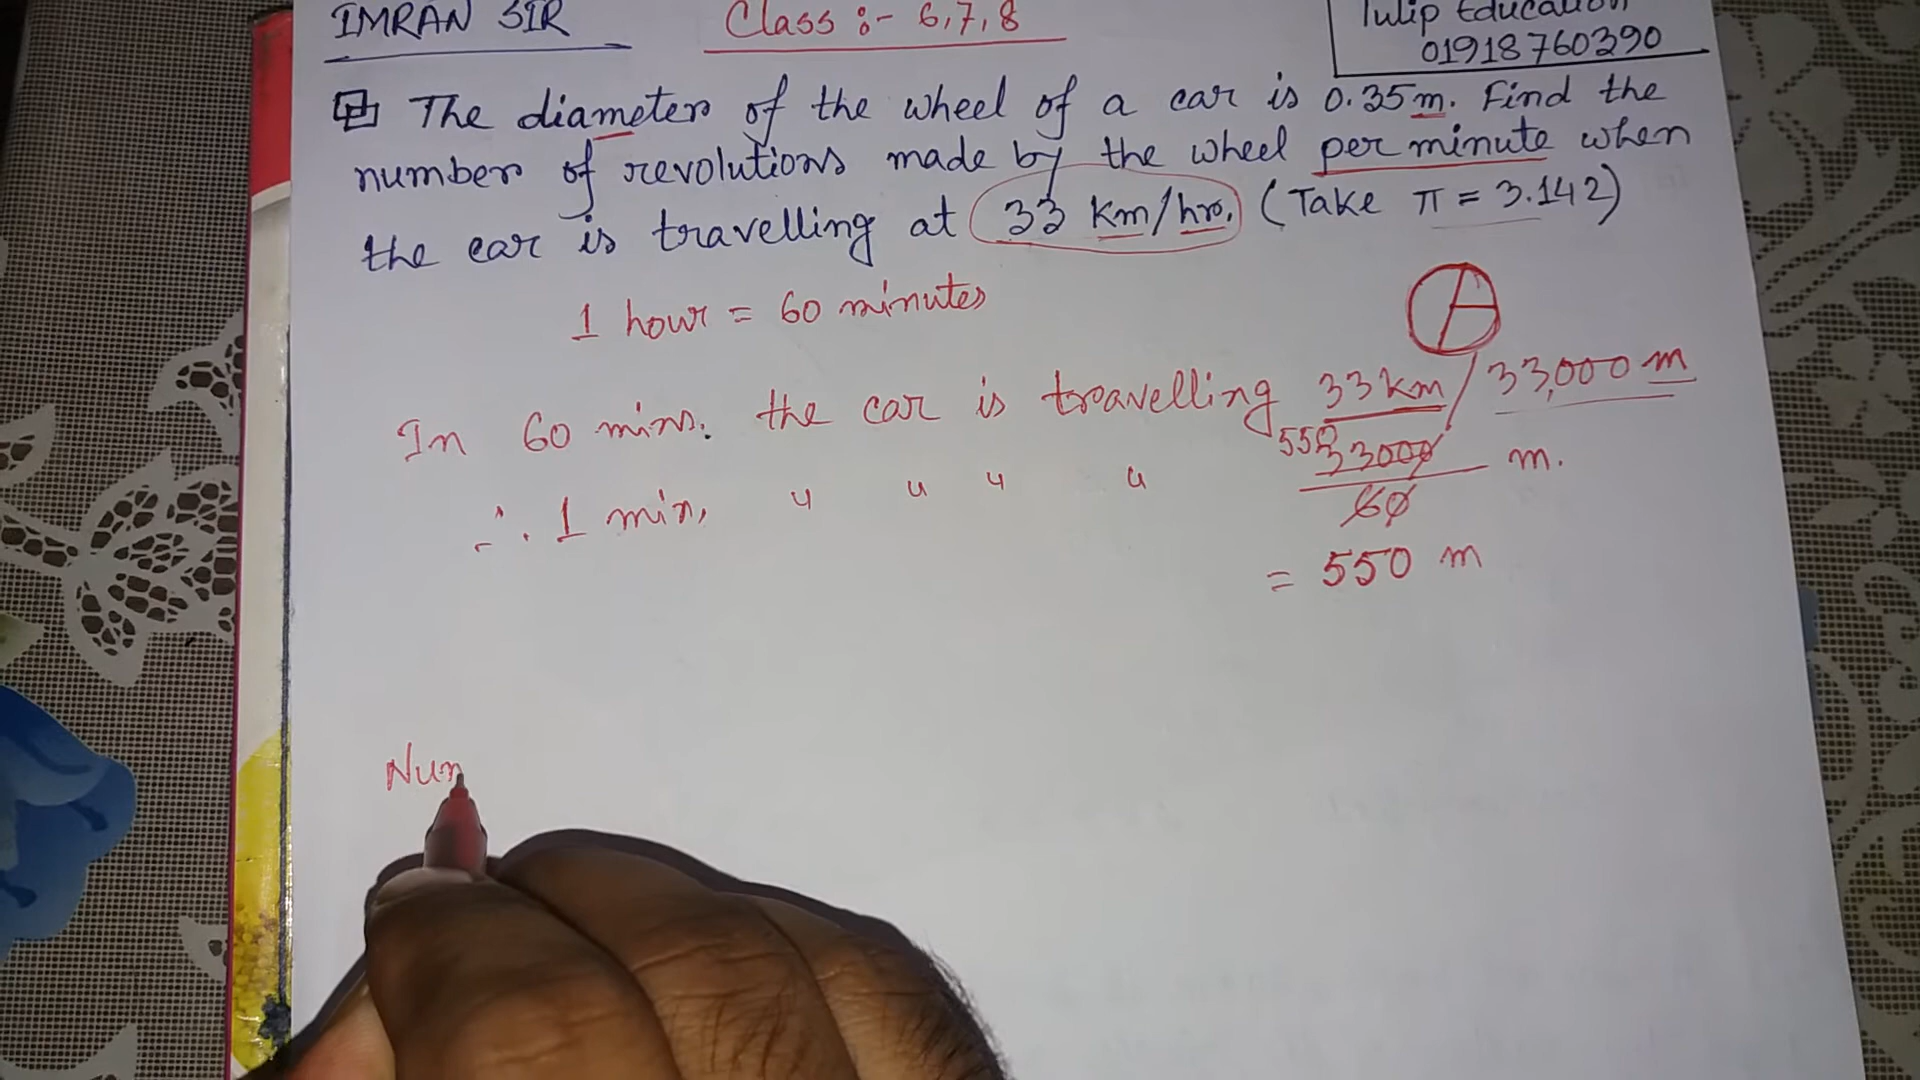 IMRAN SIR
Class :- 6,7,8
Tulip Education
01918760390
The diameter of the wheel of a car is 0.35m. Find the
number of revolutions made by the wheel per minute when
the car is travelling at 33 km/hr. (Take π = 3.142)
1 hour = 60 minutes
A
In 60 mins. the car is travelling 33 km / 33,000 m
∴ 1 min, " " " " 550 33000/60 m.
= 550 m
Num